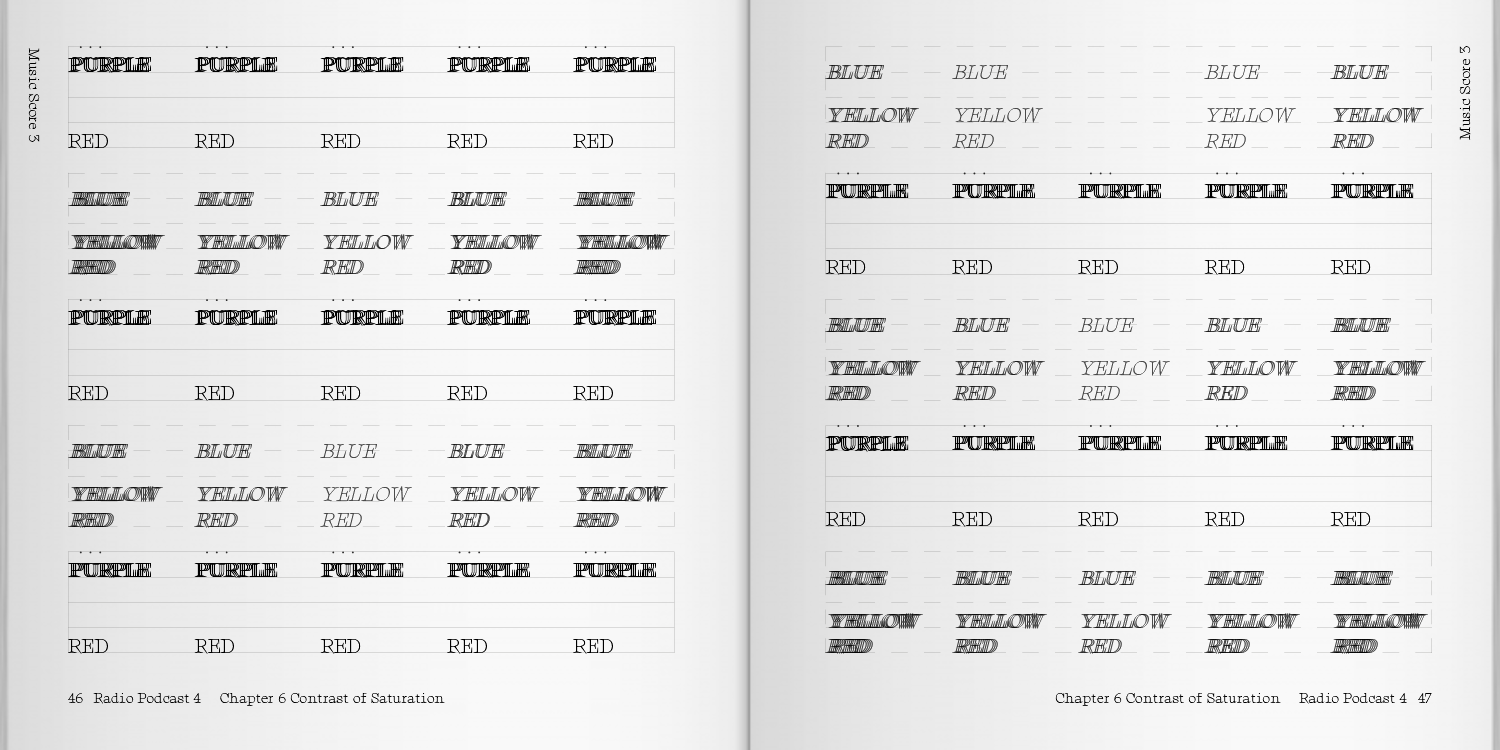 Music Score 3
PURPLE PURPLE PURPLE PURPLE PURPLE
RED RED RED RED RED
BLUE BLUE BLUE BLUE BLUE
YELLOW YELLOW YELLOW YELLOW YELLOW
RED RED RED RED RED
PURPLE PURPLE PURPLE PURPLE PURPLE
RED RED RED RED RED
BLUE BLUE BLUE BLUE BLUE
YELLOW YELLOW YELLOW YELLOW YELLOW
RED RED RED RED RED
PURPLE PURPLE PURPLE PURPLE PURPLE
RED RED RED RED RED
46 Radio Podcast 4 Chapter 6 Contrast of Saturation
Music Score 3
BLUE BLUE BLUE BLUE
YELLOW YELLOW YELLOW YELLOW
RED RED RED RED
PURPLE PURPLE PURPLE PURPLE PURPLE
RED RED RED RED RED
BLUE BLUE BLUE BLUE BLUE
YELLOW YELLOW YELLOW YELLOW YELLOW
RED RED RED RED RED
PURPLE PURPLE PURPLE PURPLE PURPLE
RED RED RED RED RED
BLUE BLUE BLUE BLUE BLUE
YELLOW YELLOW YELLOW YELLOW YELLOW
RED RED RED RED RED
Chapter 6 Contrast of Saturation Radio Podcast 4 47